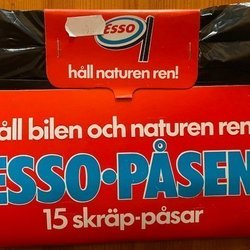 ESSO
håll naturen ren!
åll bilen och naturen ren
ESSO•PÅSEN
15 skräp-påsar